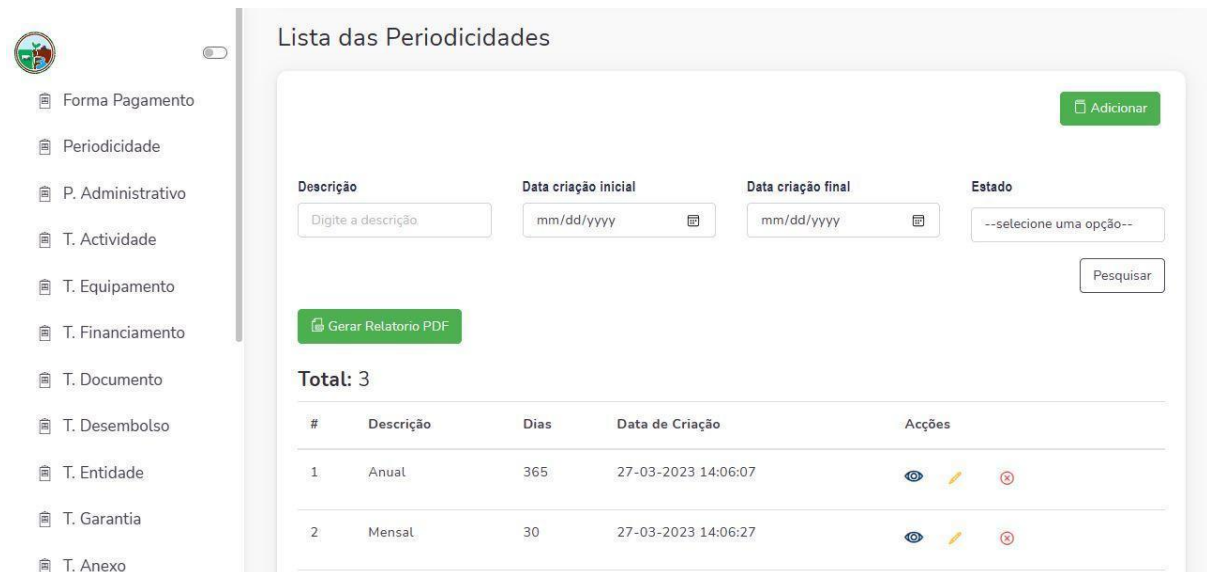 Lista das Periodicidades
Forma Pagamento
Periodicidade
P. Administrativo
T. Actividade
T. Equipamento
T. Financiamento
T. Documento
T. Desembolso
T. Entidade
T. Garantia
T. Anexo
Adicionar
Descrição Data criação inicial Data criação final Estado
Digite a descrição mm/dd/yyyy mm/dd/yyyy --selecione uma opção--
Pesquisar
Gerar Relatorio PDF
Total: 3
# Descrição Dias Data de Criação Acções
1 Anual 365 27-03-2023 14:06:07
2 Mensal 30 27-03-2023 14:06:27